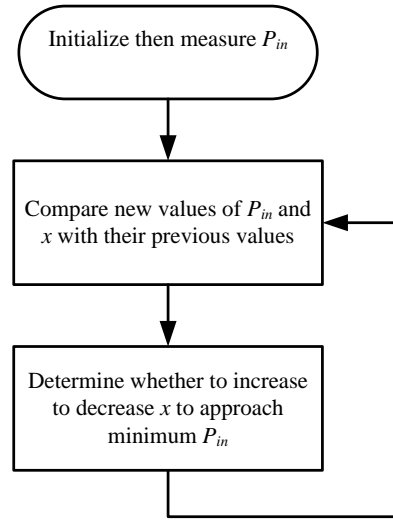 Initialize then measure P_in
Compare new values of P_in and
x with their previous values
Determine whether to increase
to decrease x to approach
minimum P_in